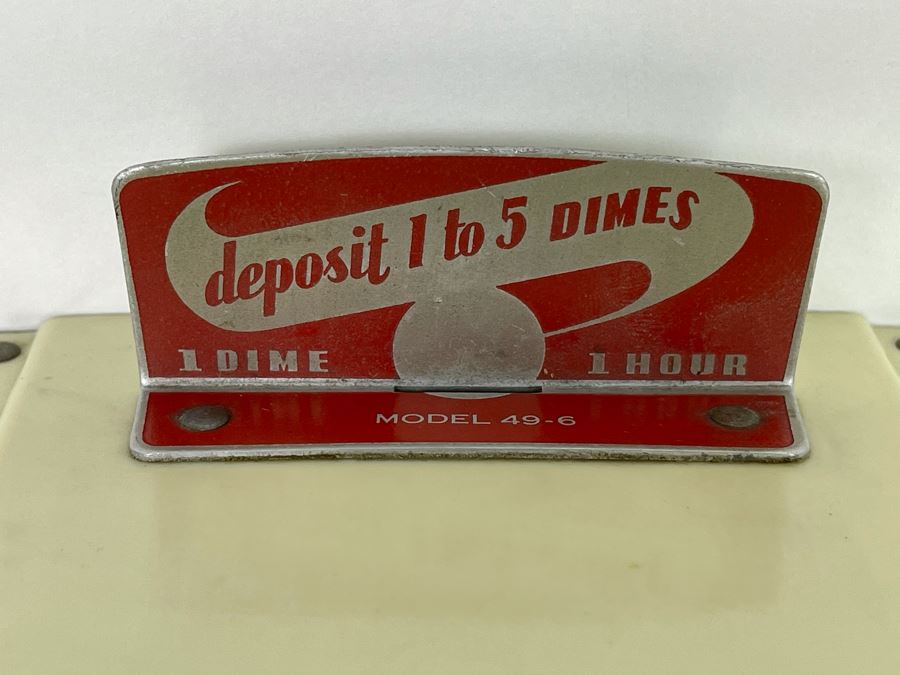 deposit 1 to 5 DIMES
1 DIME 1 HOUR
MODEL 49-6